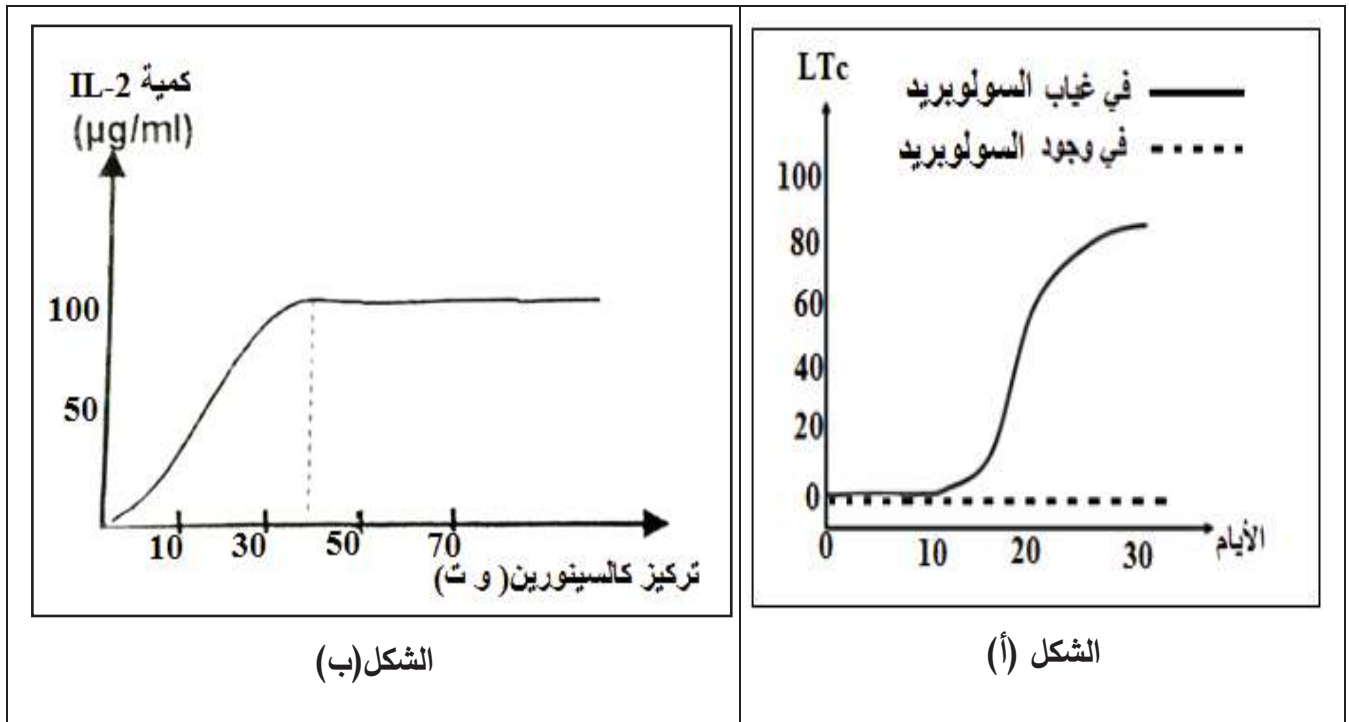 LTc
في غياب السولوبريد
في وجود السولوبريد
100
80
60
40
20
0
0 10 20 30
الأيام
الشكل (أ)
كمية IL-2
(µg/ml)
100
50
10 30 50 70
تركيز كالسينورين( و ت)
الشكل(ب)